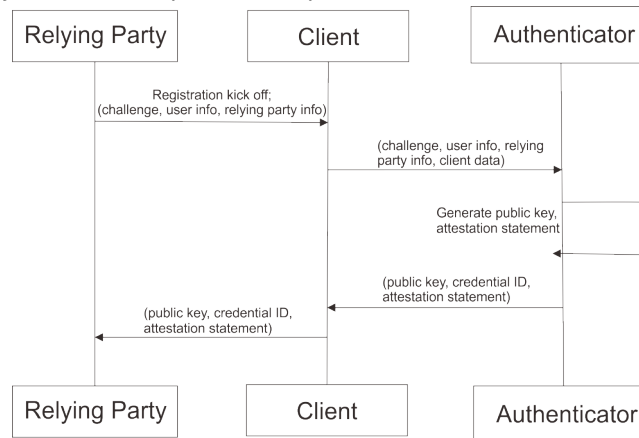 Relying Party
Client
Authenticator
Registration kick off;
(challenge, user info, relying party info)
(challenge, user info, relying
party info, client data)
Generate public key,
attestation statement
(public key, credential ID,
attestation statement)
(public key, credential ID,
attestation statement)
Relying Party
Client
Authenticator